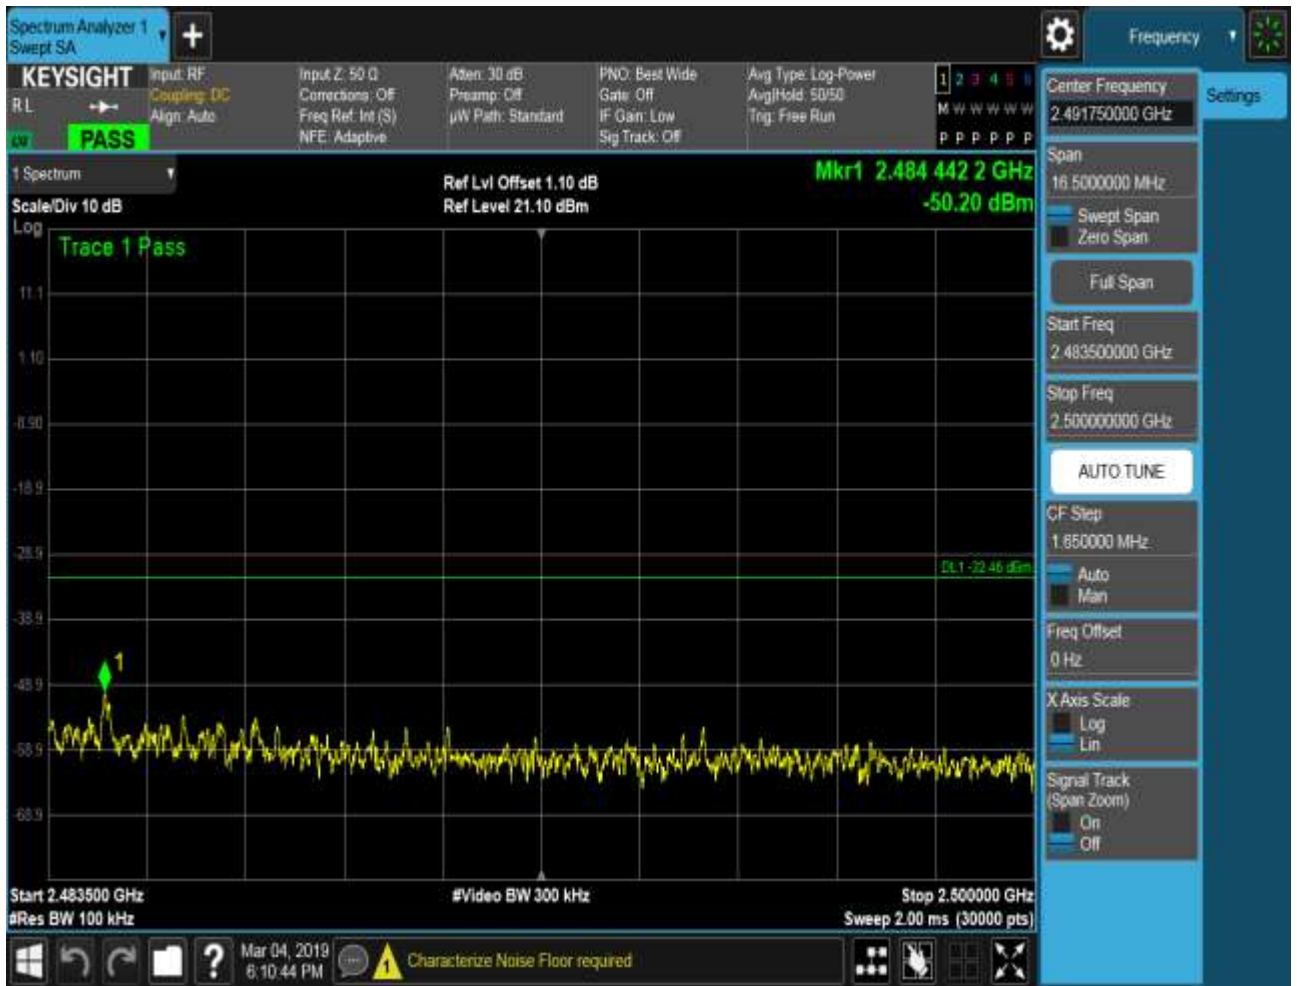 Spectrum Analyzer 1
Swept SA
Frequency
KEYSIGHT
R L
PASS
Input: RF
Coupling: DC
Align: Auto
Input Z: 50 Ω
Corrections: Off
Freq Ref: Int (S)
NFE: Adaptive
Atten: 30 dB
Preamp: Off
µW Path: Standard
PNO: Best Wide
Gate: Off
IF Gain: Low
Sig Track: Off
Avg Type: Log-Power
Avg|Hold: 50/50
Trig: Free Run
1 2 3 4 5 6
M W W W W W
P P P P P P
1 Spectrum
Scale/Div 10 dB
Log
Ref Lvl Offset 1.10 dB
Ref Level 21.10 dBm
Mkr1 2.484 442 2 GHz
-50.20 dBm
Trace 1 Pass
11.1
1.10
-8.90
-18.9
-28.9
DL1 -32.46 dBm
-38.9
1
-48.9
-58.9
-68.9
Start 2.483500 GHz
#Video BW 300 kHz
Stop 2.500000 GHz
#Res BW 100 kHz
Sweep 2.00 ms (30000 pts)
Center Frequency
2.491750000 GHz
Settings
Span
16.5000000 MHz
Swept Span
Zero Span
Full Span
Start Freq
2.483500000 GHz
Stop Freq
2.500000000 GHz
AUTO TUNE
CF Step
1.650000 MHz
Auto
Man
Freq Offset
0 Hz
X Axis Scale
Log
Lin
Signal Track
(Span Zoom)
On
Off
?
Mar 04, 2019
6:10:44 PM
1
Characterize Noise Floor required